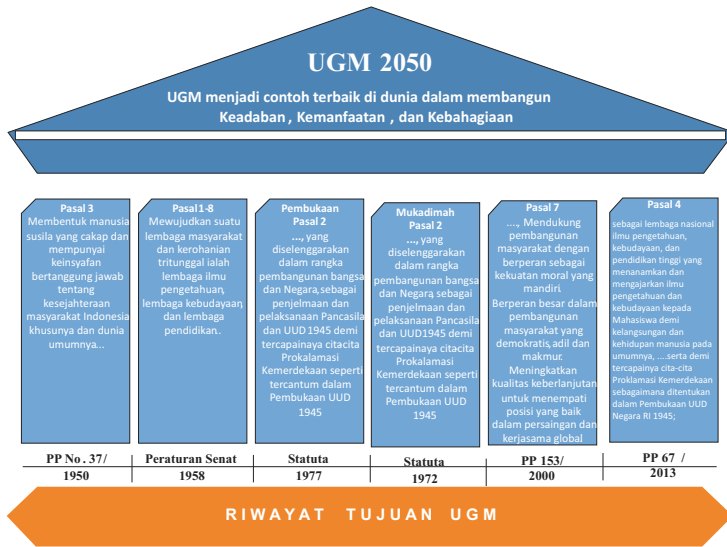 UGM 2050
UGM menjadi contoh terbaik di dunia dalam membangun
Keadaban , Kemanfaatan , dan Kebahagiaan
Pasal 3
Membentuk manusia
susila yang cakap dan
mempunyai
keinsyafan
bertanggung jawab
tentang
kesejahteraan
masyarakat Indonesia
khusunya dan dunia
umumnya...
Pasal1-8
Mewujudkan suatu
lembaga masyarakat
dan kerohanian
tritunggal ialah
lembaga ilmu
pengetahuan,
lembaga kebudayaan,
dan lembaga
pendidikan.
Pembukaan
Pasal 2
..., yang
diselenggarakan
dalam rangka
pembangunan bangsa
dan Negara, sebagai
penjelmaan dan
pelaksanaan Pancasila
dan UUD 1945 demi
tercapainya citacita
Prokalamasi
Kemerdekaan seperti
tercantum dalam
Pembukaan UUD
1945
Mukadimah
Pasal 2
..., yang
diselenggarakan
dalam rangka
pembangunan bangsa
dan Negara, sebagai
penjelmaan dan
pelaksanaan Pancasila
dan UUD1945 demi
tercapainaya citacita
Prokalamasi
Kemerdekaan seperti
tercantum dalam
Pembukaan UUD
1945
Pasal 7
...., Mendukung
pembangunan
masyarakat dengan
berperan sebagai
kekuatan moral yang
mandiri.
Berperan besar dalam
pembangunan
masyarakat yang
demokratis, adil dan
makmur.
Meningkatkan
kualitas keberlanjutan
untuk menempati
posisi yang baik
dalam persaingan dan
kerjasama global
Pasal 4
sebagai lembaga nasional
ilmu pengetahuan,
kebudayaan, dan
pendidikan tinggi yang
menanamkan dan
mengajarkan ilmu
pengetahuan dan
kebudayaan kepada
Mahasiswa demi
kelangsungan dan
kehidupan manusia pada
umumnya, ....serta demi
tercapainya cita-cita
Proklamasi Kemerdekaan
sebagaimana ditentukan
dalam Pembukaan UUD
Negara RI 1945;
PP No . 37/
1950
Peraturan Senat
1958
Statuta
1977
Statuta
1972
PP 153/
2000
PP 67 /
2013
RIWAYAT TUJUAN UGM